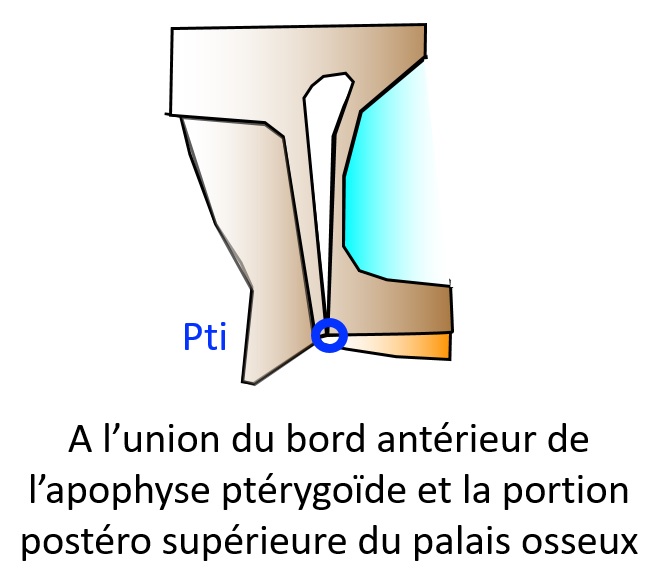 Pti
A l’union du bord antérieur de
l’apophyse ptérygoïde et la portion
postéro supérieure du palais osseux